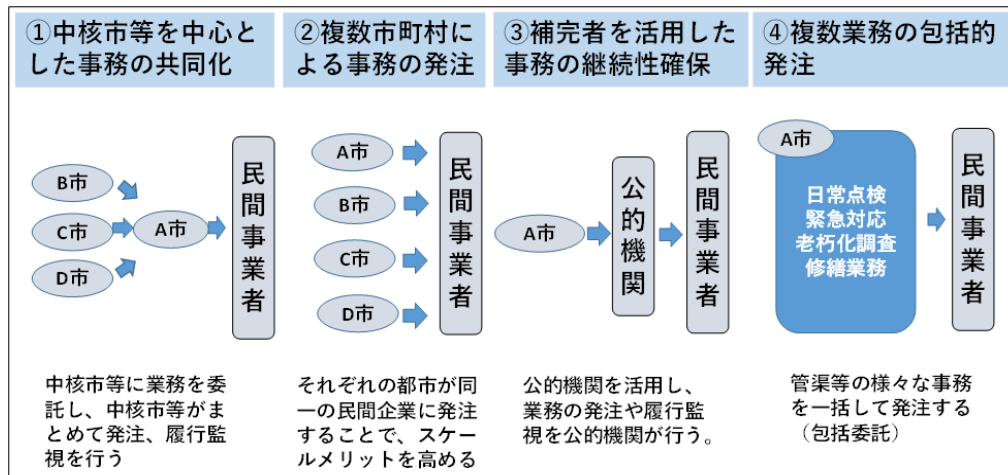 ①中核市等を中心と
した事務の共同化
②複数市町村に
よる事務の発注
③補完者を活用した
事務の継続性確保
④複数業務の包括的
発注
B市
C市
D市
A市
民間事業者
A市
B市
C市
D市
民間事業者
A市
公的機関
民間事業者
A市
日常点検
緊急対応
老朽化調査
修繕業務
民間事業者
中核市等に業務を委
託し、中核市等がま
とめて発注、履行監
視を行う
それぞれの都市が同
一の民間企業に発注
することで、スケー
ルメリットを高める
公的機関を活用し、
業務の発注や履行監
視を公的機関が行う。
管渠等の様々な事務
を一括して発注する
（包括委託）